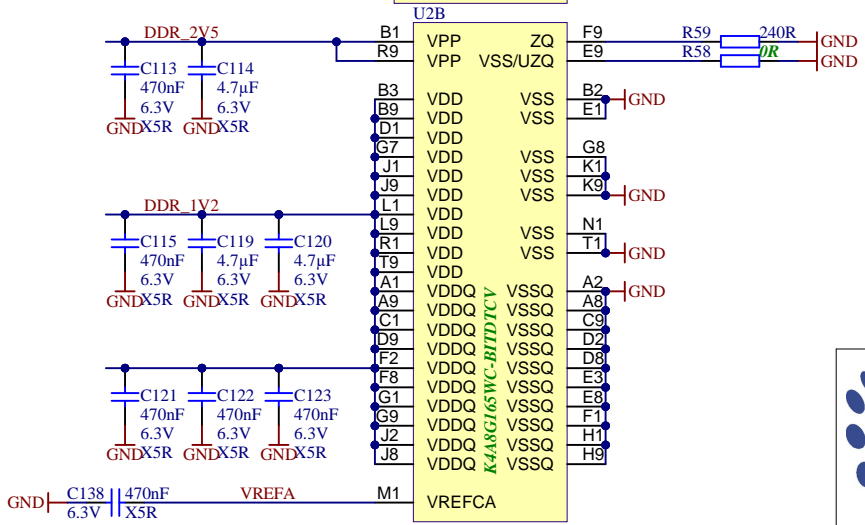 U2B
DDR_2V5 B1 VPP ZQ F9 R59 240R GND
R9 VPP VSS/UZQ E9 R58 0R GND
C113 C114
470nF 4.7µF
6.3V 6.3V
GND X5R GND X5R
B3 VDD VSS B2 GND
B9 VDD VSS E1
D1 VDD
G7 VDD VSS G8
J1 VDD VSS K1
J9 VDD VSS K9 GND
DDR_1V2 L1 VDD
L9 VDD VSS N1
R1 VDD VSS T1 GND
T9 VDD
C115 C119 C120
470nF 4.7µF 4.7µF
6.3V 6.3V 6.3V
GND X5R GND X5R GND X5R
A1 VDDQ VSSQ A2 GND
A9 VDDQ VSSQ A8
C1 VDDQ VSSQ C9
D9 VDDQ VSSQ D2
F2 VDDQ VSSQ D8
F8 VDDQ VSSQ E3
G1 VDDQ VSSQ E8
G9 VDDQ VSSQ F1
J2 VDDQ VSSQ H1
J8 VDDQ VSSQ H9
K4A8G165WC-BITDTCV
C121 C122 C123
470nF 470nF 470nF
6.3V 6.3V 6.3V
GND X5R GND X5R GND X5R
GND C138 470nF VREFA M1 VREFCA
6.3V X5R